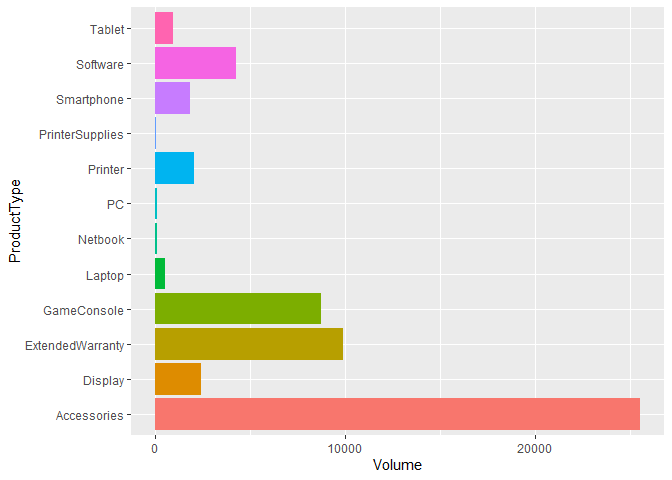 Tablet
Software
Smartphone
PrinterSupplies
Printer
PC
Netbook
Laptop
GameConsole
ExtendedWarranty
Display
Accessories
ProductType
0 10000 20000
Volume